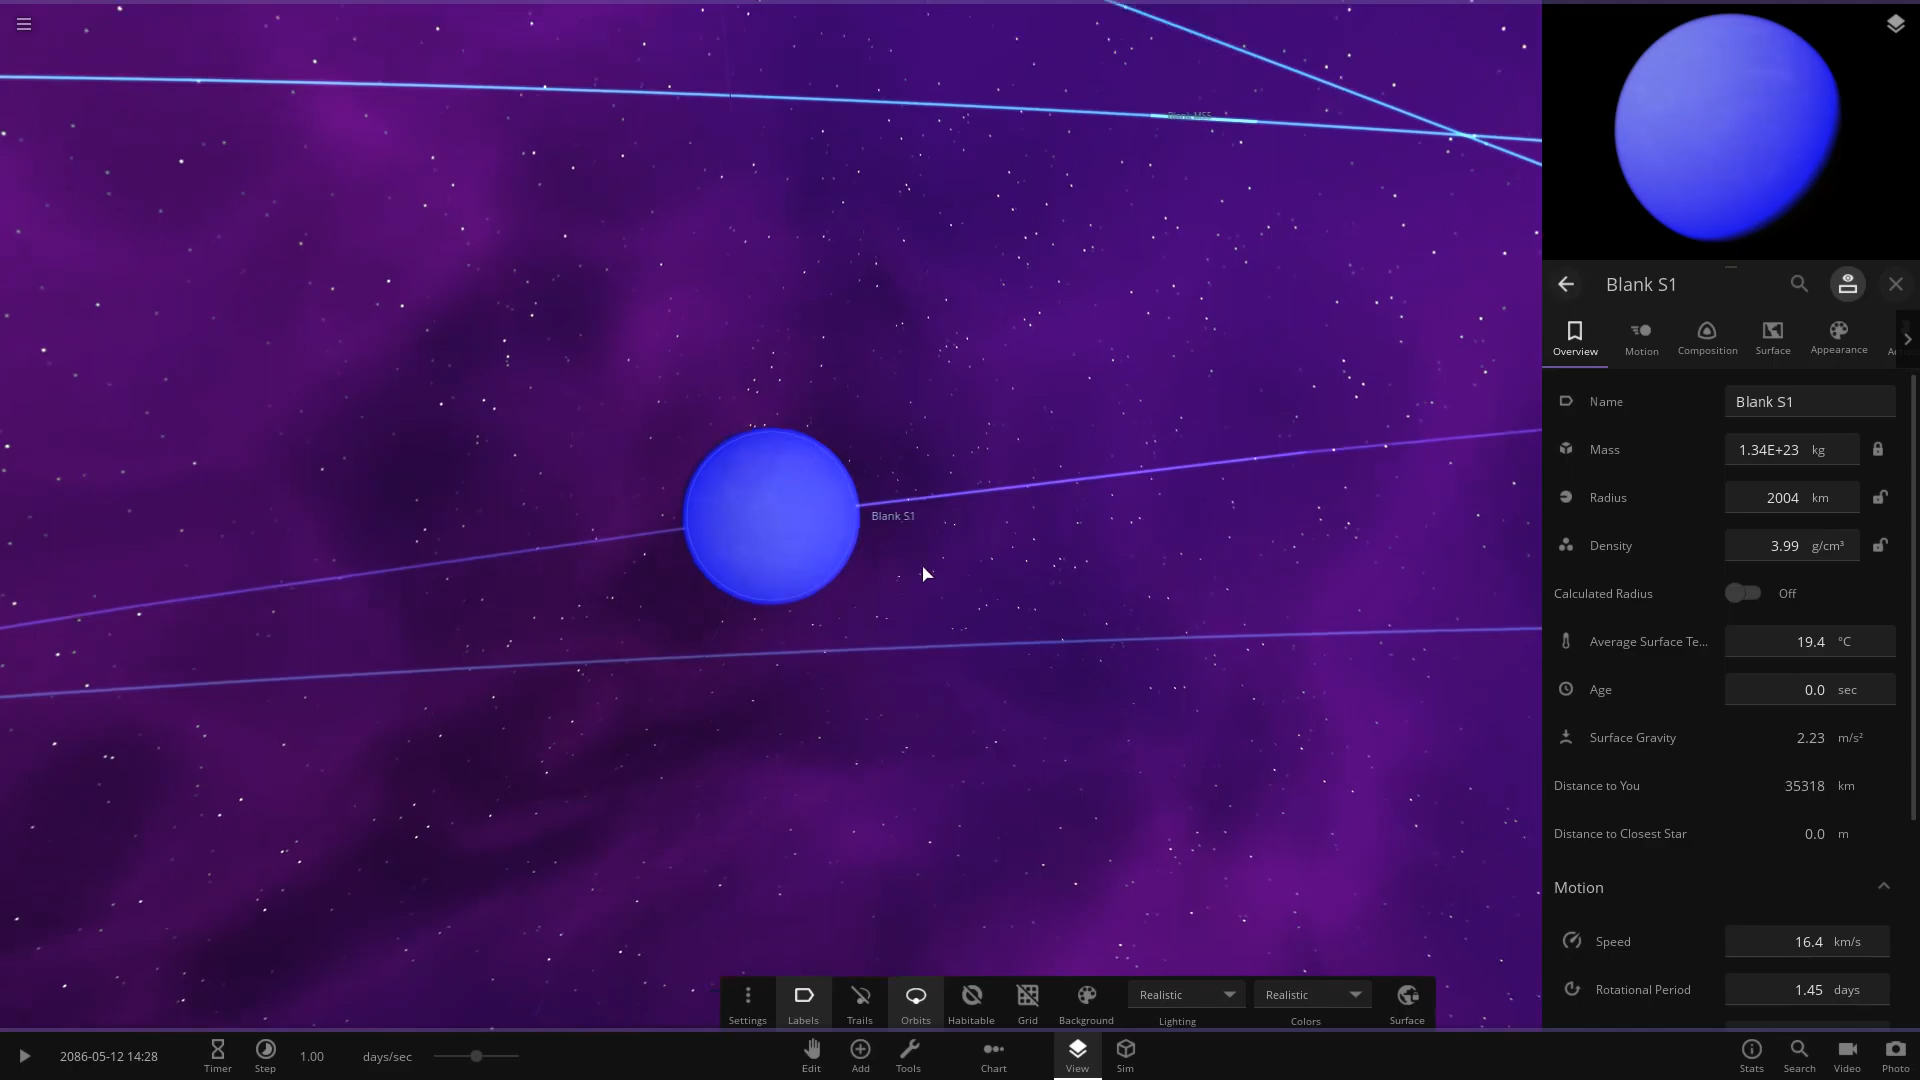 Blank MS5
Blank S1
Blank S1
Overview
Motion
Composition
Surface
Appearance
Name
Blank S1
Mass
1.34E+23 kg
Radius
2004 km
Density
3.99 g/cm³
Calculated Radius
Off
Average Surface Te...
19.4 °C
Age
0.0 sec
Surface Gravity
2.23 m/s²
Distance to You
35318 km
Distance to Closest Star
0.0 m
Motion
Speed
16.4 km/s
Rotational Period
1.45 days
Settings
Labels
Trails
Orbits
Habitable
Grid
Background
Realistic
Lighting
Realistic
Colors
Surface
2086-05-12 14:28
Timer
Step
1.00 days/sec
Edit
Add
Tools
Chart
View
Sim
Stats
Search
Video
Photo